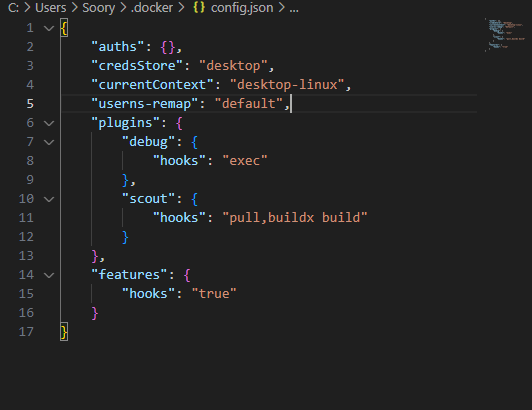 C: > Users > Soory > .docker > {} config.json > ...
1 {
2 "auths": {},
3 "credsStore": "desktop",
4 "currentContext": "desktop-linux",
5 "userns-remap": "default",
6 "plugins": {
7 "debug": {
8 "hooks": "exec"
9 },
10 "scout": {
11 "hooks": "pull,buildx build"
12 }
13 },
14 "features": {
15 "hooks": "true"
16 }
17 }